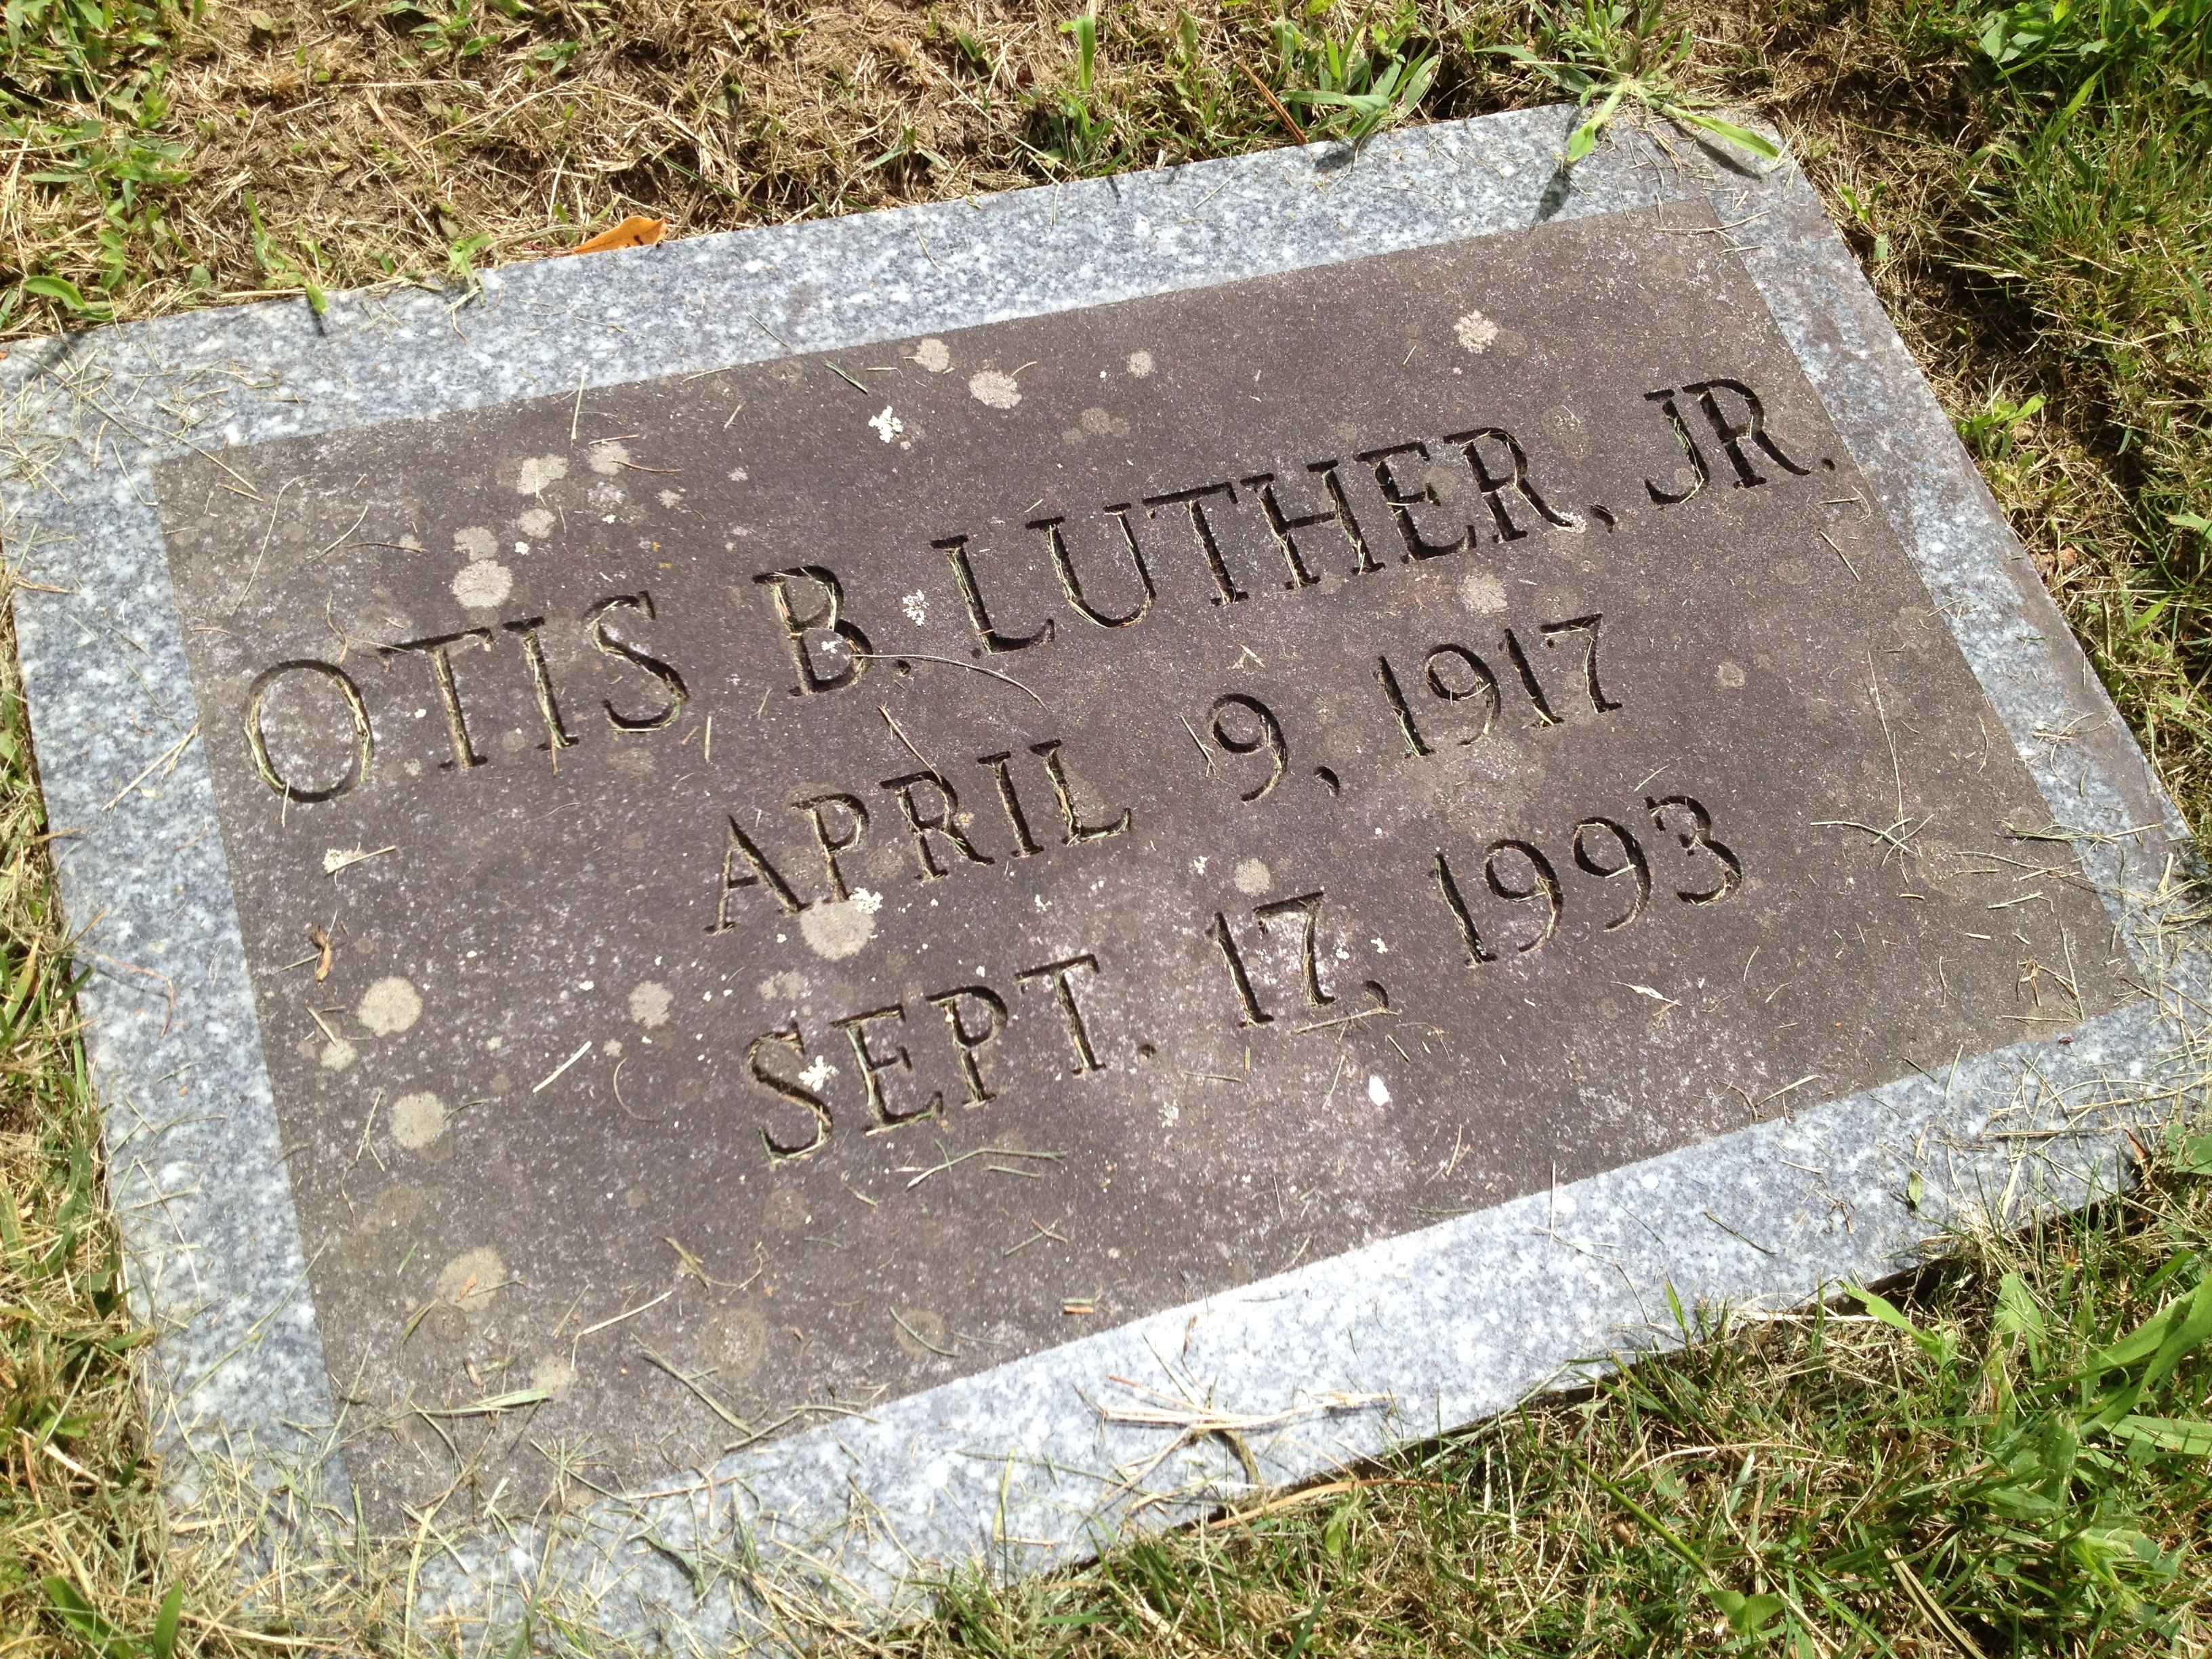 OTIS B. LUTHER, JR.
APRIL 9, 1917
SEPT. 17, 1993